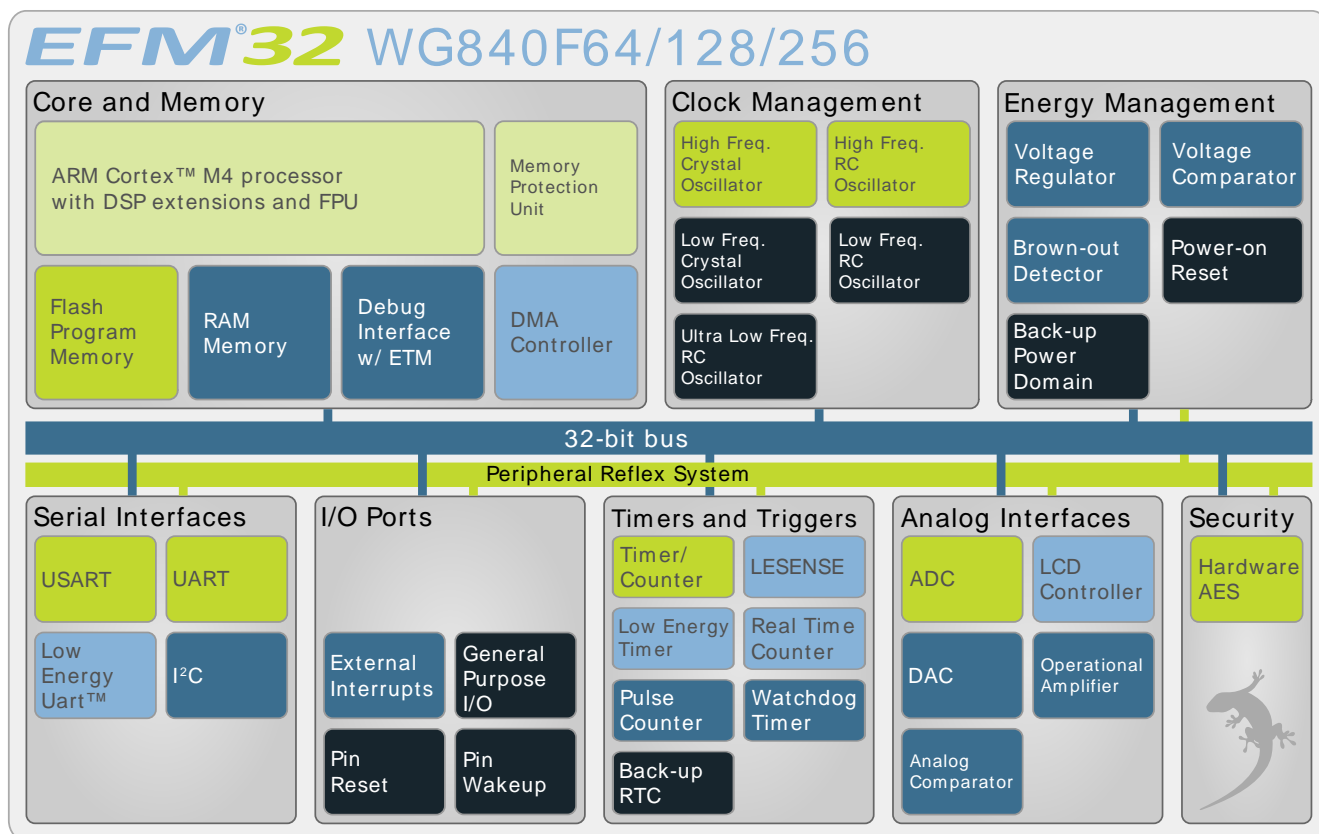 EFM®32 WG840F64/128/256
Core and Memory
ARM Cortex™ M4 processor
with DSP extensions and FPU
Memory
Protection
Unit
Flash
Program
Memory
RAM
Memory
Debug
Interface
w/ ETM
DMA
Controller
Clock Management
High Freq.
Crystal
Oscillator
High Freq.
RC
Oscillator
Low Freq.
Crystal
Oscillator
Low Freq.
RC
Oscillator
Ultra Low Freq.
RC
Oscillator
Energy Management
Voltage
Regulator
Voltage
Comparator
Brown-out
Detector
Power-on
Reset
Back-up
Power
Domain
32-bit bus
Peripheral Reflex System
Serial Interfaces
USART
UART
Low
Energy
Uart™
I²C
I/O Ports
External
Interrupts
General
Purpose
I/O
Pin
Reset
Pin
Wakeup
Timers and Triggers
Timer/
Counter
LESENSE
Low Energy
Timer
Real Time
Counter
Pulse
Counter
Watchdog
Timer
Back-up
RTC
Analog Interfaces
ADC
LCD
Controller
DAC
Operational
Amplifier
Analog
Comparator
Security
Hardware
AES